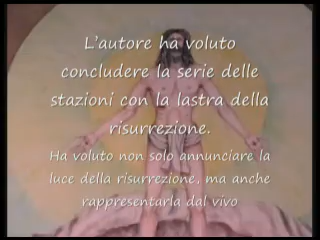 L'autore ha voluto
concludere la serie delle
stazioni con la lastra della
risurrezione.
Ha voluto non solo annunciare la
luce della risurrezione, ma anche
rappresentarla dal vivo